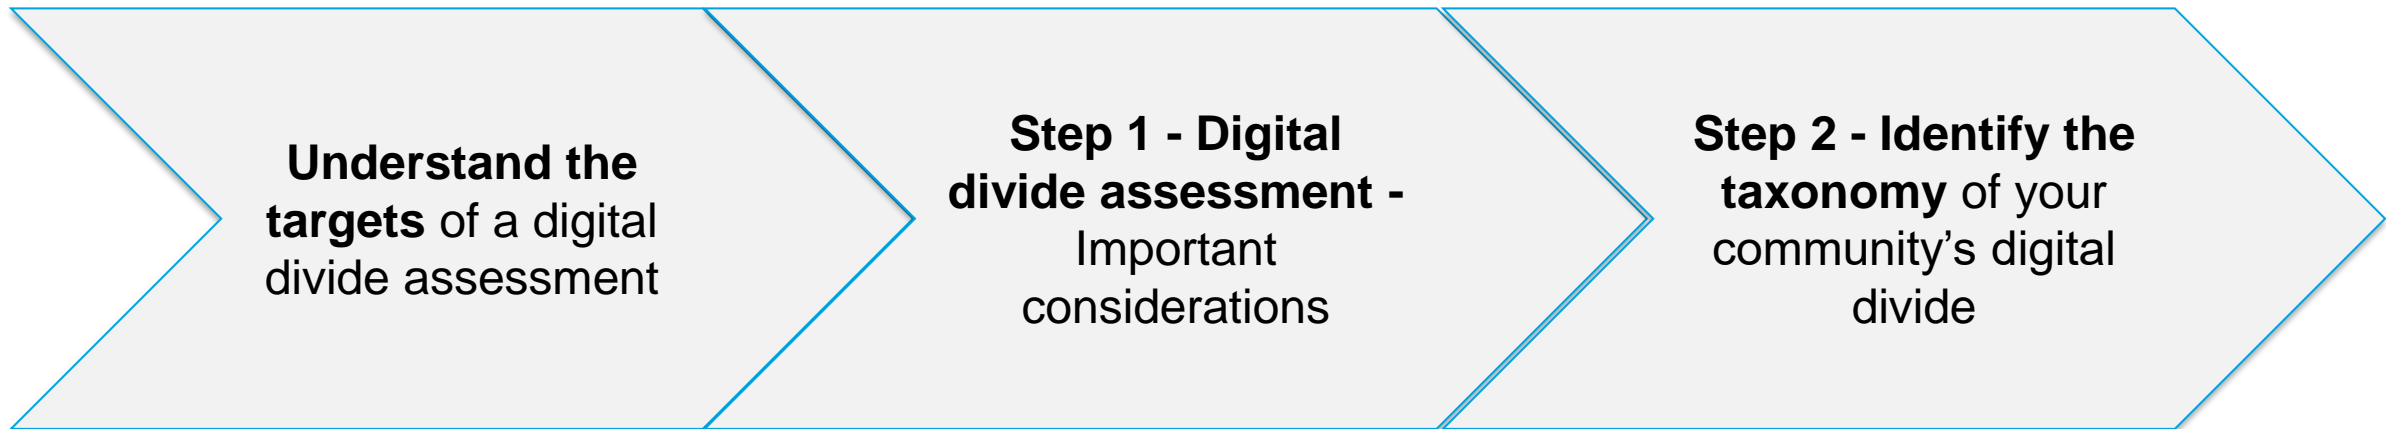 Understand the
targets of a digital
divide assessment
Step 1 - Digital
divide assessment -
Important
considerations
Step 2 - Identify the
taxonomy of your
community’s digital
divide